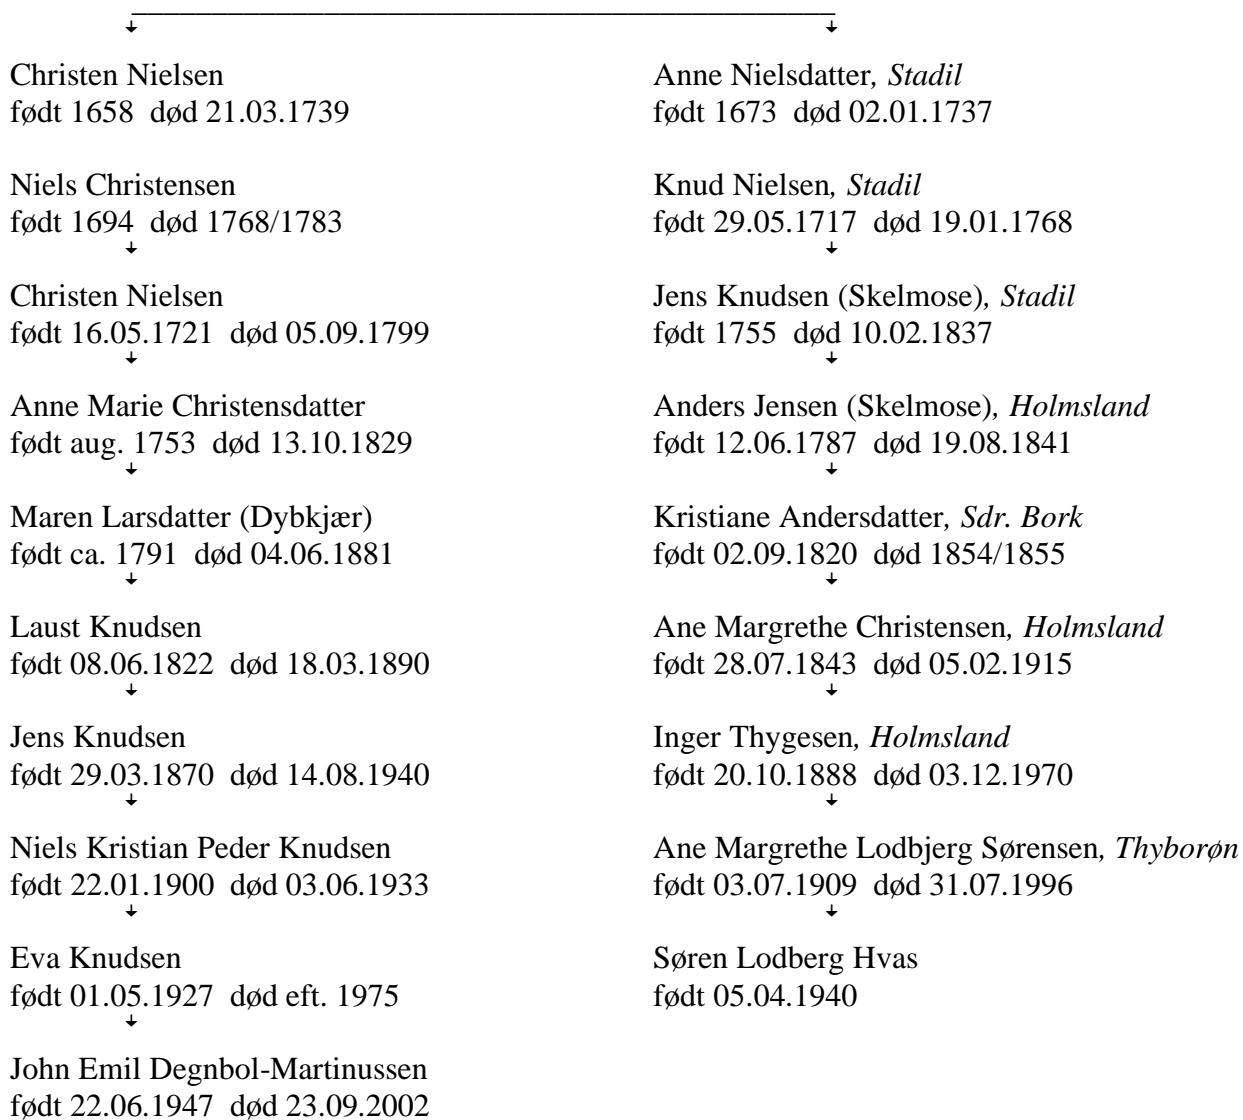 Christen Nielsen
født 1658 død 21.03.1739
Niels Christensen
født 1694 død 1768/1783
Christen Nielsen
født 16.05.1721 død 05.09.1799
Anne Marie Christensdatter
født aug. 1753 død 13.10.1829
Maren Larsdatter (Dybkjær)
født ca. 1791 død 04.06.1881
Laust Knudsen
født 08.06.1822 død 18.03.1890
Jens Knudsen
født 29.03.1870 død 14.08.1940
Niels Kristian Peder Knudsen
født 22.01.1900 død 03.06.1933
Eva Knudsen
født 01.05.1927 død eft. 1975
John Emil Degnbol-Martinussen
født 22.06.1947 død 23.09.2002
Anne Nielsdatter, Stadil
født 1673 død 02.01.1737
Knud Nielsen, Stadil
født 29.05.1717 død 19.01.1768
Jens Knudsen (Skelmose), Stadil
født 1755 død 10.02.1837
Anders Jensen (Skelmose), Holmsland
født 12.06.1787 død 19.08.1841
Kristiane Andersdatter, Sdr. Bork
født 02.09.1820 død 1854/1855
Ane Margrethe Christensen, Holmsland
født 28.07.1843 død 05.02.1915
Inger Thygesen, Holmsland
født 20.10.1888 død 03.12.1970
Ane Margrethe Lodbjerg Sørensen, Thyborøn
født 03.07.1909 død 31.07.1996
Søren Lodberg Hvas
født 05.04.1940